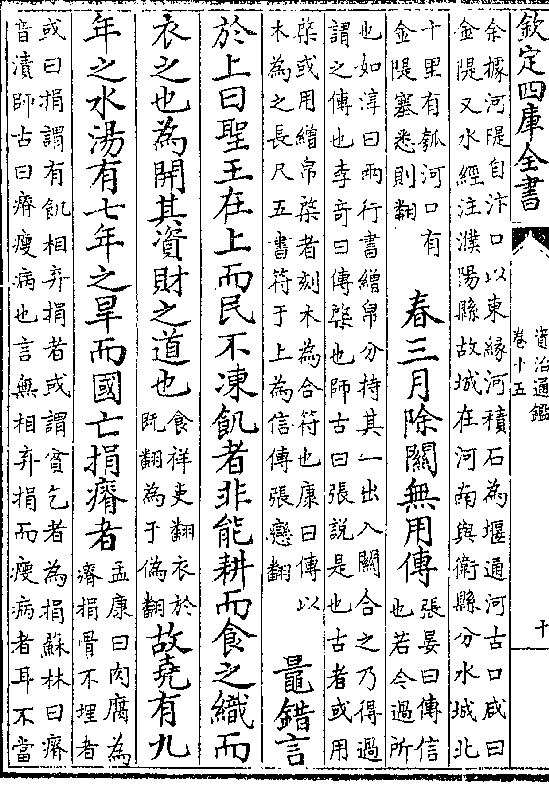 欽定四庫全書
資治通鑑
卷十五
十
余據河隄自汴口以東緣河積石為堰通河古口咸曰
金隄又水經注濮陽縣故城在河南與衛縣分水城北
十里有瓠河口有
金隄塞悉則翻
春三月除關無用傳
張晏曰傳信
也若今過所
也如淳曰兩行書繒帛分持其一出入關合之乃得過
謂之傳也李奇曰傳棨也師古曰張說是也古者或用
棨或用繒帛棨者刻木為合符也康曰傳以
木為之長尺五書符于上為信傳張戀翻
鼂錯言
於上曰聖王在上而民不凍飢者非能耕而食之織而
衣之也為開其資財之道也
食祥吏翻衣於
既翻為于偽翻
故堯有九
年之水湯有七年之旱而國亡捐瘠者
孟康曰肉腐為
瘠捐骨不埋者
或曰捐謂有飢相弃捐者或謂貧乞者為捐蘇林曰瘠
音漬師古曰瘠瘦病也言無相弃捐而瘦病者耳不當